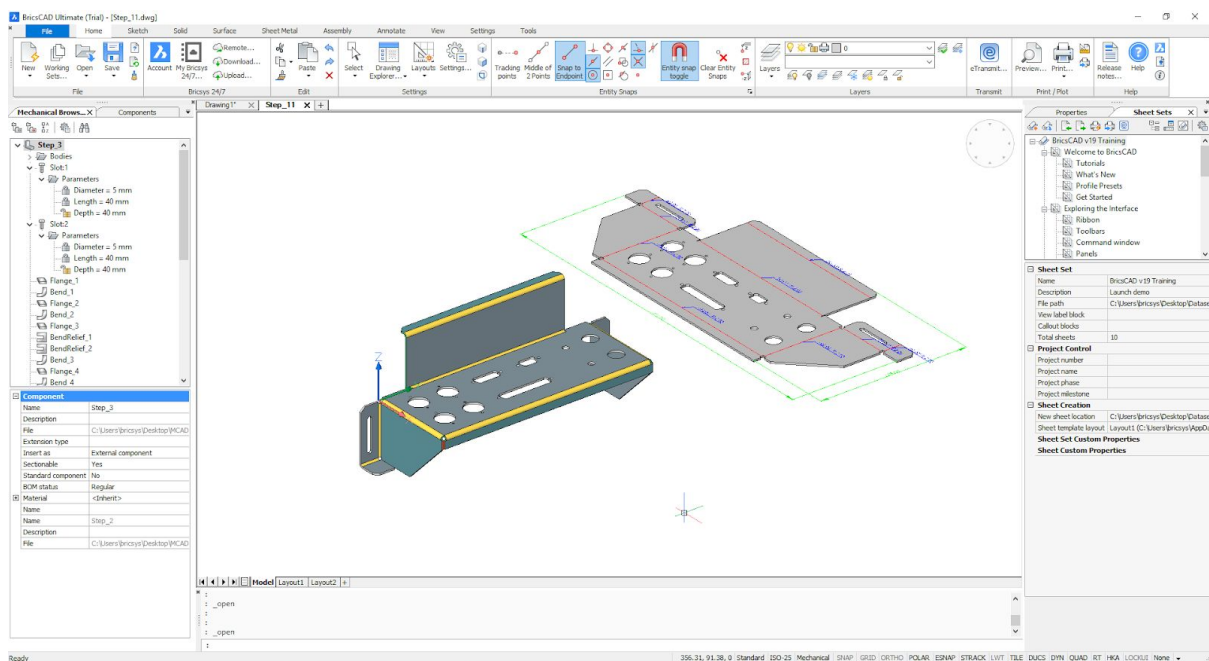 BricsCAD Ultimate (Trial) - [Step_11.dwg]
File Home Sketch Solid Surface Sheet Metal Assembly Annotate View Settings Tools
New Working Sets... Open Save
Account My Bricsys 24/7... Remote... Download... Upload...
Paste
Select Drawing Explorer... Layouts Settings...
Tracking points Middle of 2 Points Snap to Endpoint
Entity snap toggle Clear Entity Snaps
Layers 0
eTransmit... Preview... Print... Release notes... Help
File Bricsys 24/7 Edit Settings Entity Snaps Layers Transmit Print / Plot Help
Mechanical Brows... X Components
Drawing1* Step_11
Properties Sheet Sets
Step_3
Bodies
Slot:1
Parameters
Diameter = 5 mm
Length = 40 mm
Depth = 40 mm
Slot:2
Parameters
Diameter = 5 mm
Length = 40 mm
Depth = 40 mm
Flange_1
Bend_1
Flange_2
Bend_2
Flange_3
BendRelief_1
BendRelief_2
Bend_3
Flange_4
Bend 4
Component
Name Step_3
Description
File C:\Users\bricsys\Desktop\MCAD
Extension type
Insert as External component
Sectionable Yes
Standard component No
BOM status Regular
Material <Inherit>
Name
Name Step_2
Description
File C:\Users\bricsys\Desktop\MCAD
Z
Model Layout1 Layout2 +
:
: _open
:
:
: _open
:
BricsCAD v19 Training
Welcome to BricsCAD
Tutorials
What's New
Profile Presets
Get Started
Exploring the Interface
Ribbon
Toolbars
Command window
Panels
Sheet Set
Name BricsCAD v19 Training
Description Launch demo
File path C:\Users\bricsys\Desktop\Datase
View label block
Callout blocks
Total sheets 10
Project Control
Project number
Project name
Project phase
Project milestone
Sheet Creation
New sheet location C:\Users\bricsys\Desktop\Datase
Sheet template layout Layout1 (C:\Users\bricsys\AppDa
Sheet Set Custom Properties
Sheet Custom Properties
Ready
356.31, 91.38, 0 Standard ISO-25 Mechanical SNAP GRID ORTHO POLAR ESNAP STRACK LWT TILE DUCS DYN QUAD RT HKA LOCKUI None